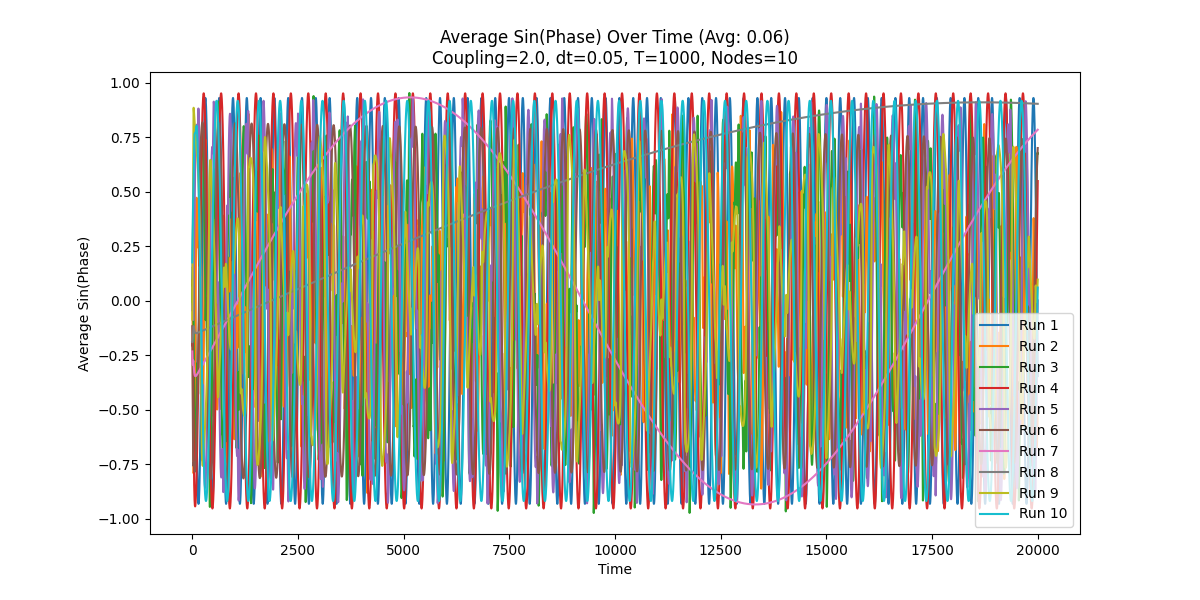 Average Sin(Phase) Over Time (Avg: 0.06)
Coupling=2.0, dt=0.05, T=1000, Nodes=10
Average Sin(Phase)
1.00
0.75
0.50
0.25
0.00
−0.25
−0.50
−0.75
−1.00
0
2500
5000
7500
10000
12500
15000
17500
20000
Time
Run 1
Run 2
Run 3
Run 4
Run 5
Run 6
Run 7
Run 8
Run 9
Run 10